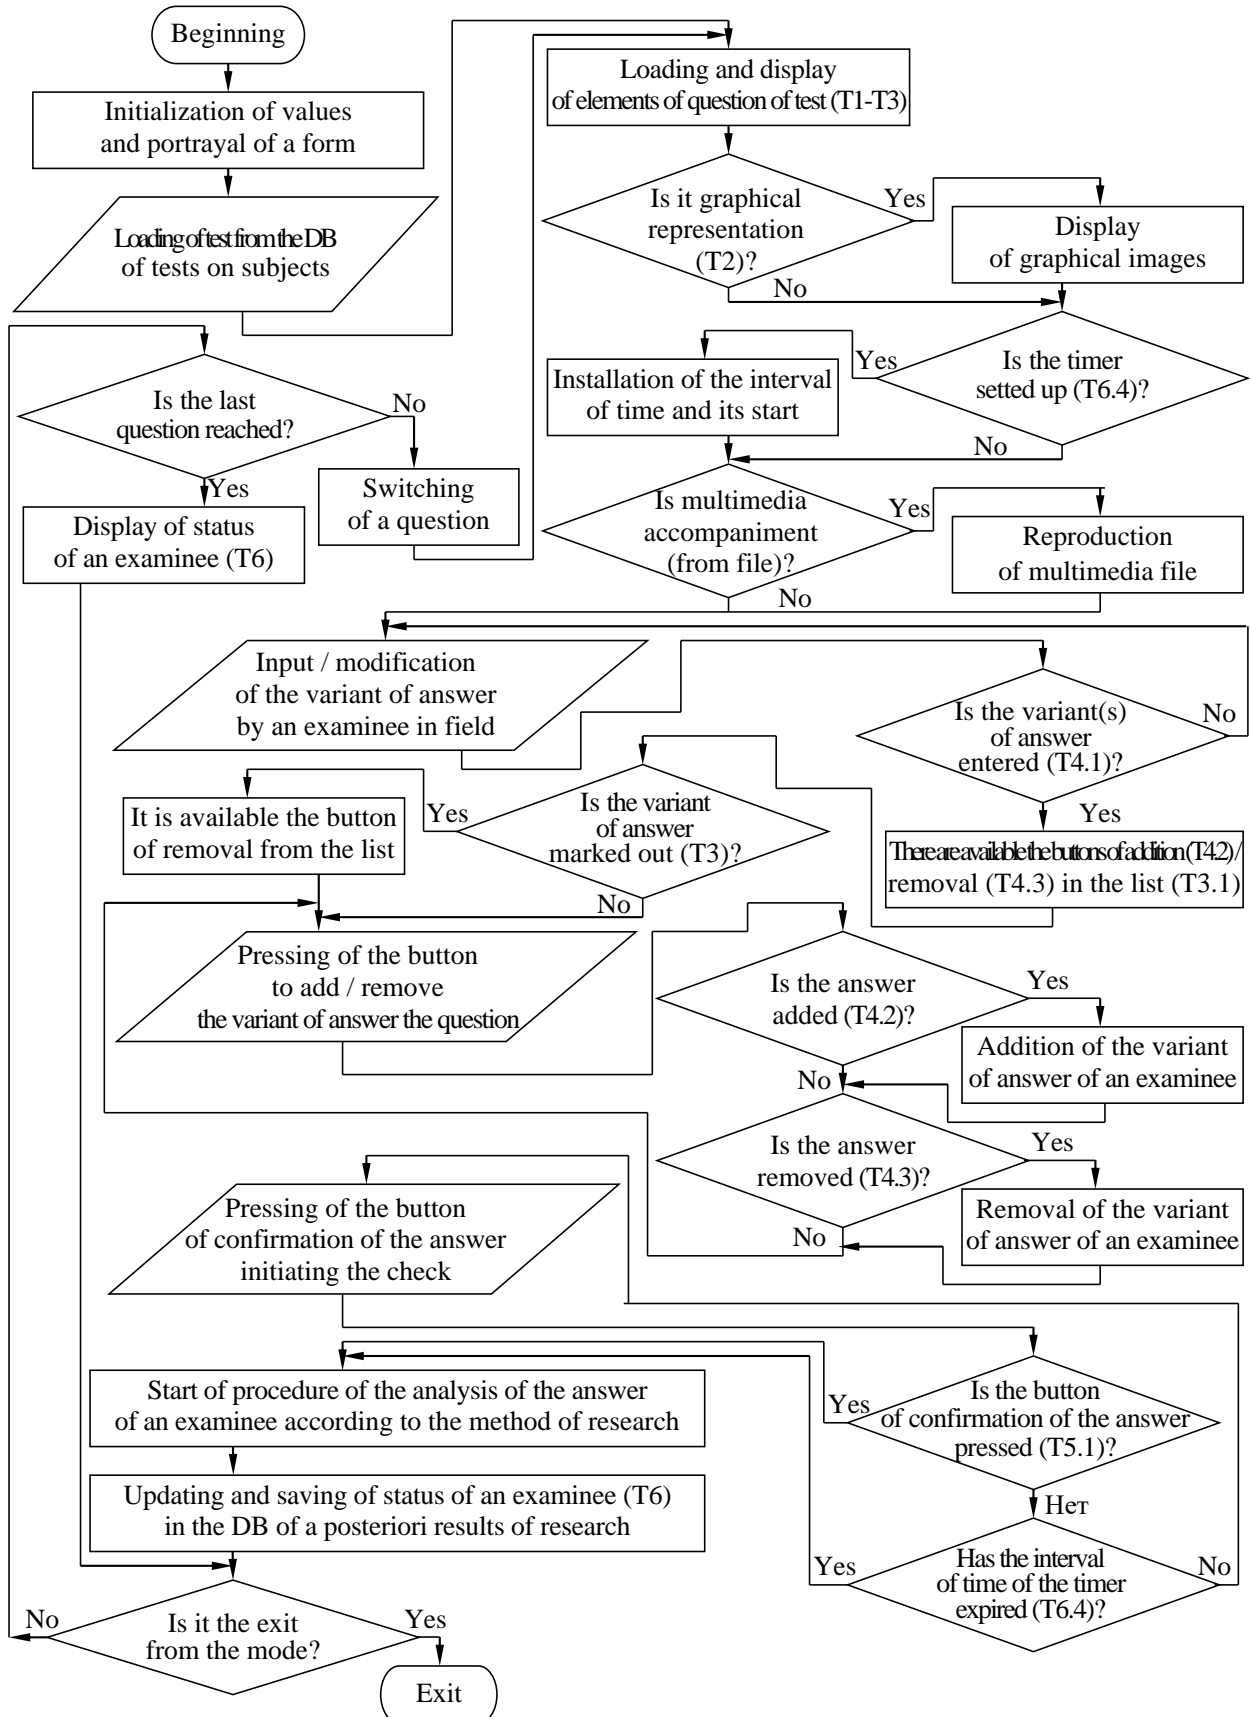 Beginning
Initialization of values
and portrayal of a form
Loading of test from the DB
of tests on subjects
Is the last
question reached?
No
Yes
Switching
of a question
Display of status
of an examinee (T6)
Loading and display
of elements of question of test (T1-T3)
Is it graphical
representation
(T2)?
Yes
No
Display
of graphical images
Is the timer
setted up (T6.4)?
Yes
No
Installation of the interval
of time and its start
Is multimedia
accompaniment
(from file)?
Yes
No
Reproduction
of multimedia file
Input / modification
of the variant of answer
by an examinee in field
Is the variant(s)
of answer
entered (T4.1)?
No
Yes
There are available the buttons of addition (T4.2) /
removal (T4.3) in the list (T3.1)
Is the variant
of answer
marked out (T3)?
Yes
No
It is available the button
of removal from the list
Pressing of the button
to add / remove
the variant of answer the question
Is the answer
added (T4.2)?
Yes
No
Addition of the variant
of answer of an examinee
Is the answer
removed (T4.3)?
Yes
No
Removal of the variant
of answer of an examinee
Pressing of the button
of confirmation of the answer
initiating the check
Is the button
of confirmation of the answer
pressed (T5.1)?
Yes
Нет
Has the interval
of time of the timer
expired (T6.4)?
Yes
No
Start of procedure of the analysis of the answer
of an examinee according to the method of research
Updating and saving of status of an examinee (T6)
in the DB of a posteriori results of research
Is it the exit
from the mode?
No
Yes
Exit